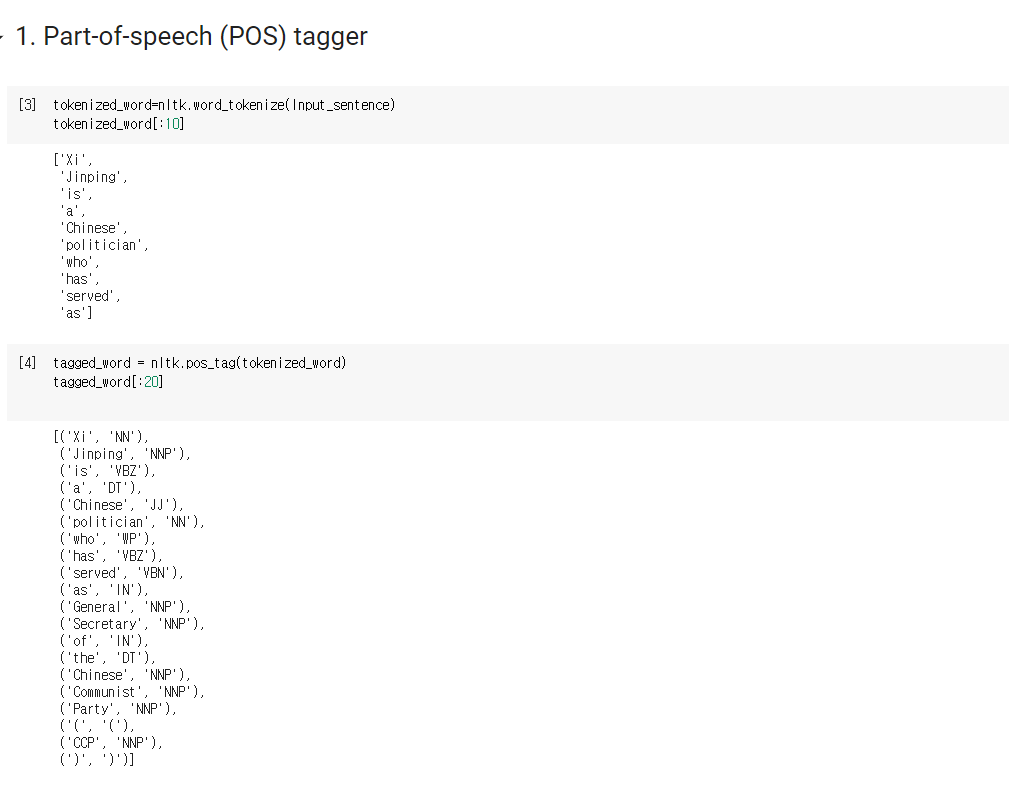 1. Part-of-speech (POS) tagger
[3] tokenized_word=nltk.word_tokenize(Input_sentence)
tokenized_word[:10]
['Xi',
'Jinping',
'is',
'a',
'Chinese',
'politician',
'who',
'has',
'served',
'as']
[4] tagged_word = nltk.pos_tag(tokenized_word)
tagged_word[:20]
[('Xi', 'NN'),
('Jinping', 'NNP'),
('is', 'VBZ'),
('a', 'DT'),
('Chinese', 'JJ'),
('politician', 'NN'),
('who', 'WP'),
('has', 'VBZ'),
('served', 'VBN'),
('as', 'IN'),
('General', 'NNP'),
('Secretary', 'NNP'),
('of', 'IN'),
('the', 'DT'),
('Chinese', 'NNP'),
('Communist', 'NNP'),
('Party', 'NNP'),
('(', '('),
('CCP', 'NNP'),
(')', ')')]